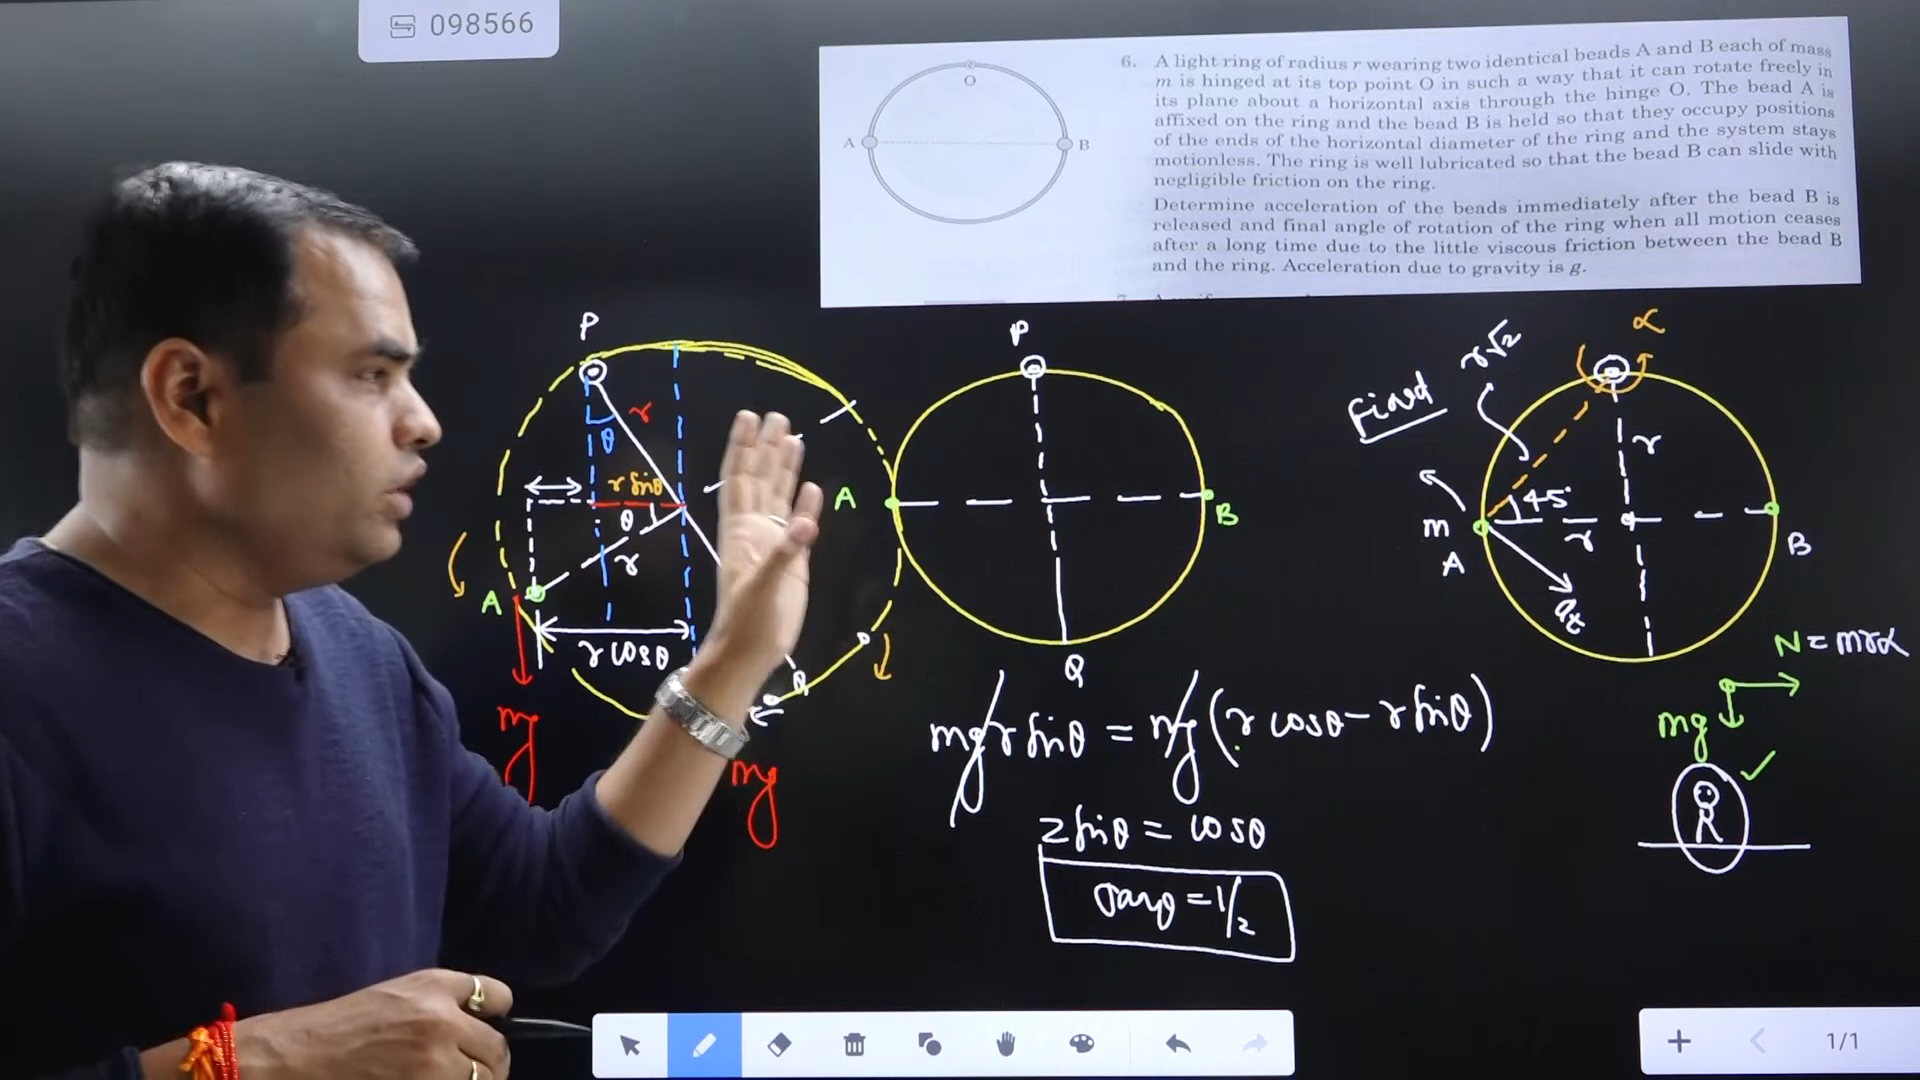 098566
6. A light ring of radius r wearing two identical beads A and B each of mass
m is hinged at its top point O in such a way that it can rotate freely in
its plane about a horizontal axis through the hinge O. The bead A is
affixed on the ring and the bead B is held so that they occupy positions
of the ends of the horizontal diameter of the ring and the system stays
motionless. The ring is well lubricated so that the bead B can slide with
negligible friction on the ring.
Determine acceleration of the beads immediately after the bead B is
released and final angle of rotation of the ring when all motion ceases
after a long time due to the little viscous friction between the bead B
and the ring. Acceleration due to gravity is g.
O
A
B
P
r
θ
r sinθ
θ
r
A
r cosθ
Q
mg
mg
P
A
B
Q
mg r sinθ = mg (r cosθ - r sinθ)
2 sinθ = cosθ
tanθ = 1/2
α
Find
r√2
r
45°
m
r
A
B
at
N = mrα
mg
1/1